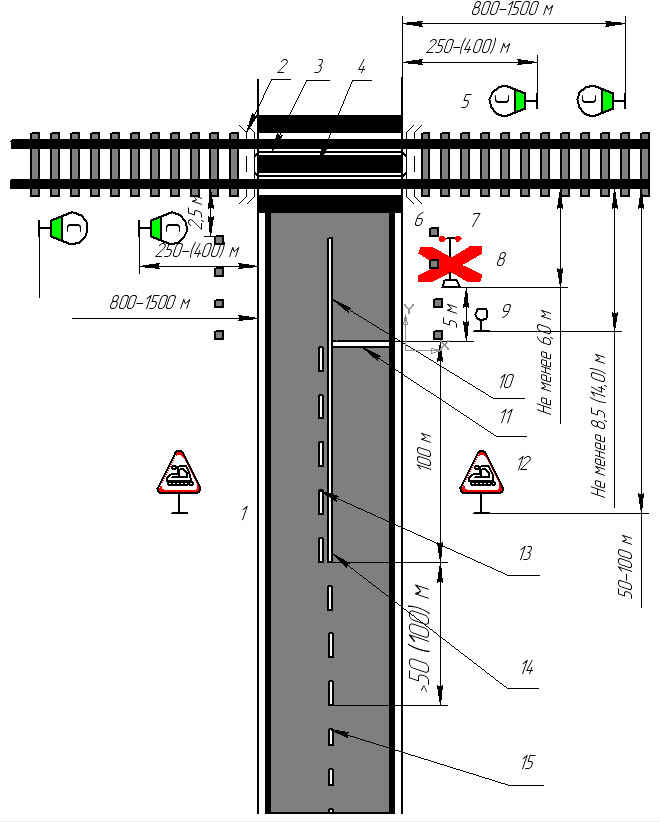 800-1500 м
250-(400) м
2
3
4
5
С
С
2,5 м
С
С
6
7
250-(400) м
8
800-1500 м
5 м
9
Y
X
Не менее 6,0 м
10
11
Не менее 8,5 (14,0) м
100 м
12
1
13
50-100 м
>50 (100) м
14
15